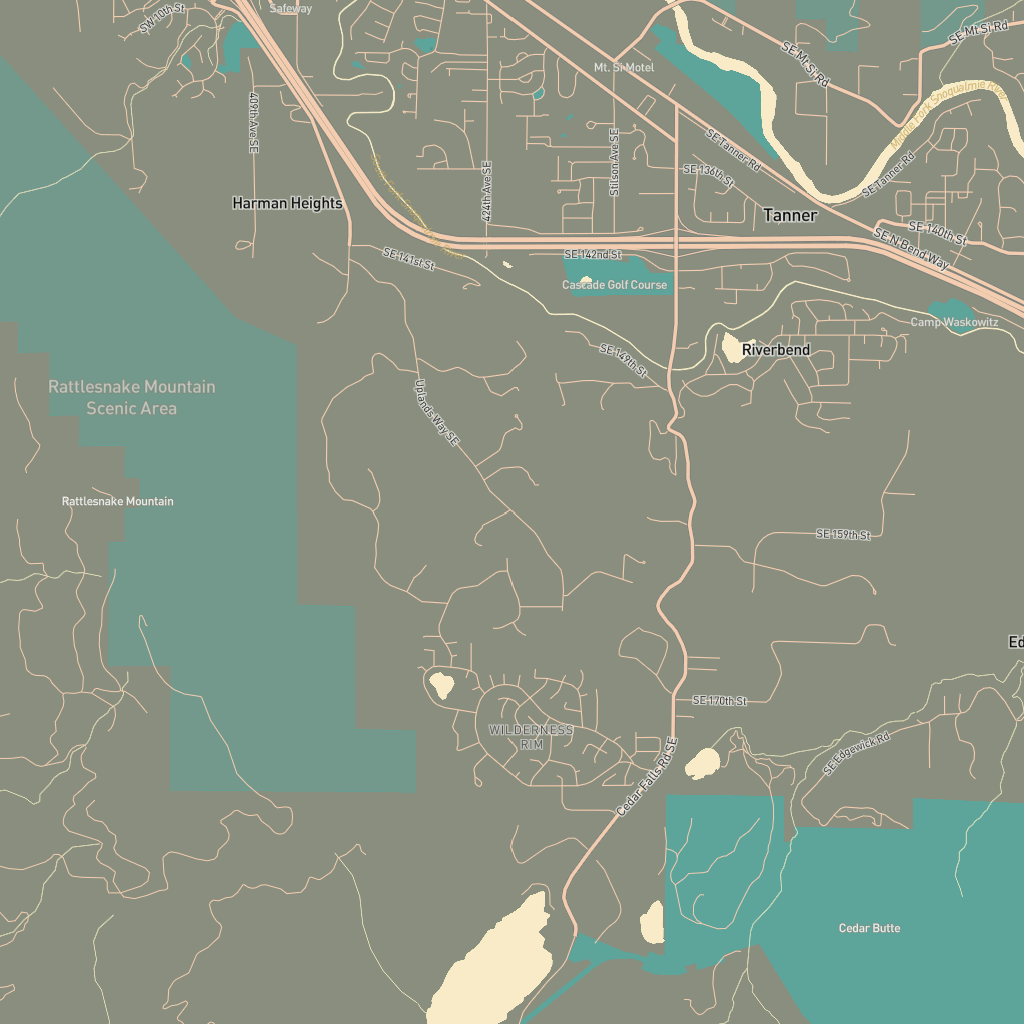 Safeway
SW 10th St
SE Mt Si Rd
SE Mt Si Rd
Mt. Si Motel
Middle Fork Snoqualmie River
409th Ave SE
424th Ave SE
Stilson Ave SE
SE Tanner Rd
SE 136th St
SE Tanner Rd
Harman Heights
Tanner
SE 140th St
SE N Bend Way
SE 141st St
SE 142nd St
Cascade Golf Course
Camp Waskowitz
SE 149th St
Riverbend
Rattlesnake Mountain
Scenic Area
Uplands Way SE
Rattlesnake Mountain
SE 159th St
Ed
SE 170th St
WILDERNESS
RIM
SE Edgewick Rd
Cedar Falls Rd SE
Cedar Butte